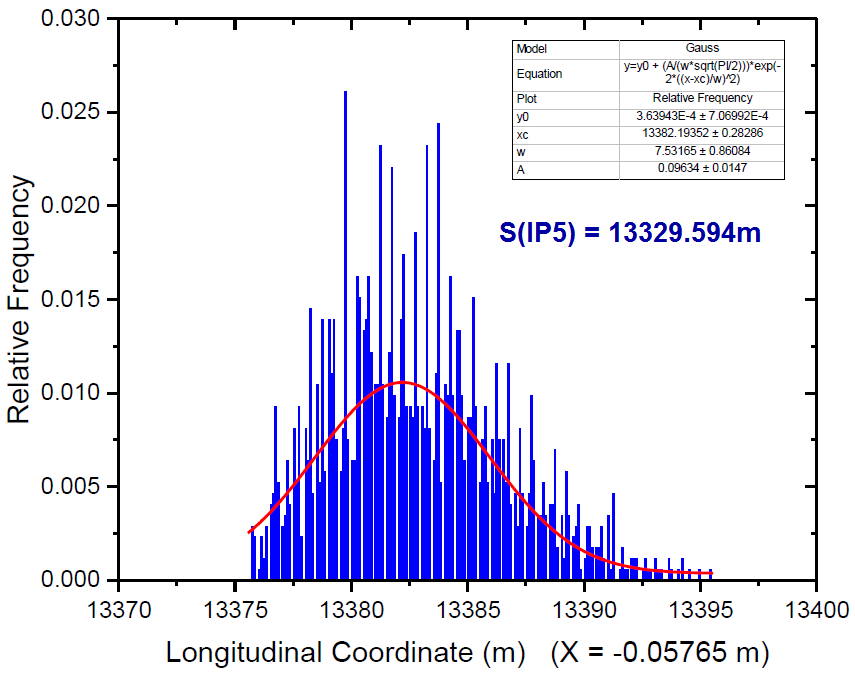 0.030
0.025
0.020
0.015
0.010
0.005
0.000
Relative Frequency
Model Gauss
Equation y=y0 + (A/(w*sqrt(PI/2)))*exp(-
2*((x-xc)/w)^2)
Plot Relative Frequency
y0 3.63943E-4 ± 7.06992E-4
xc 13382.19352 ± 0.28286
w 7.53165 ± 0.86084
A 0.09634 ± 0.0147
S(IP5) = 13329.594m
13370 13375 13380 13385 13390 13395 13400
Longitudinal Coordinate (m) (X = -0.05765 m)